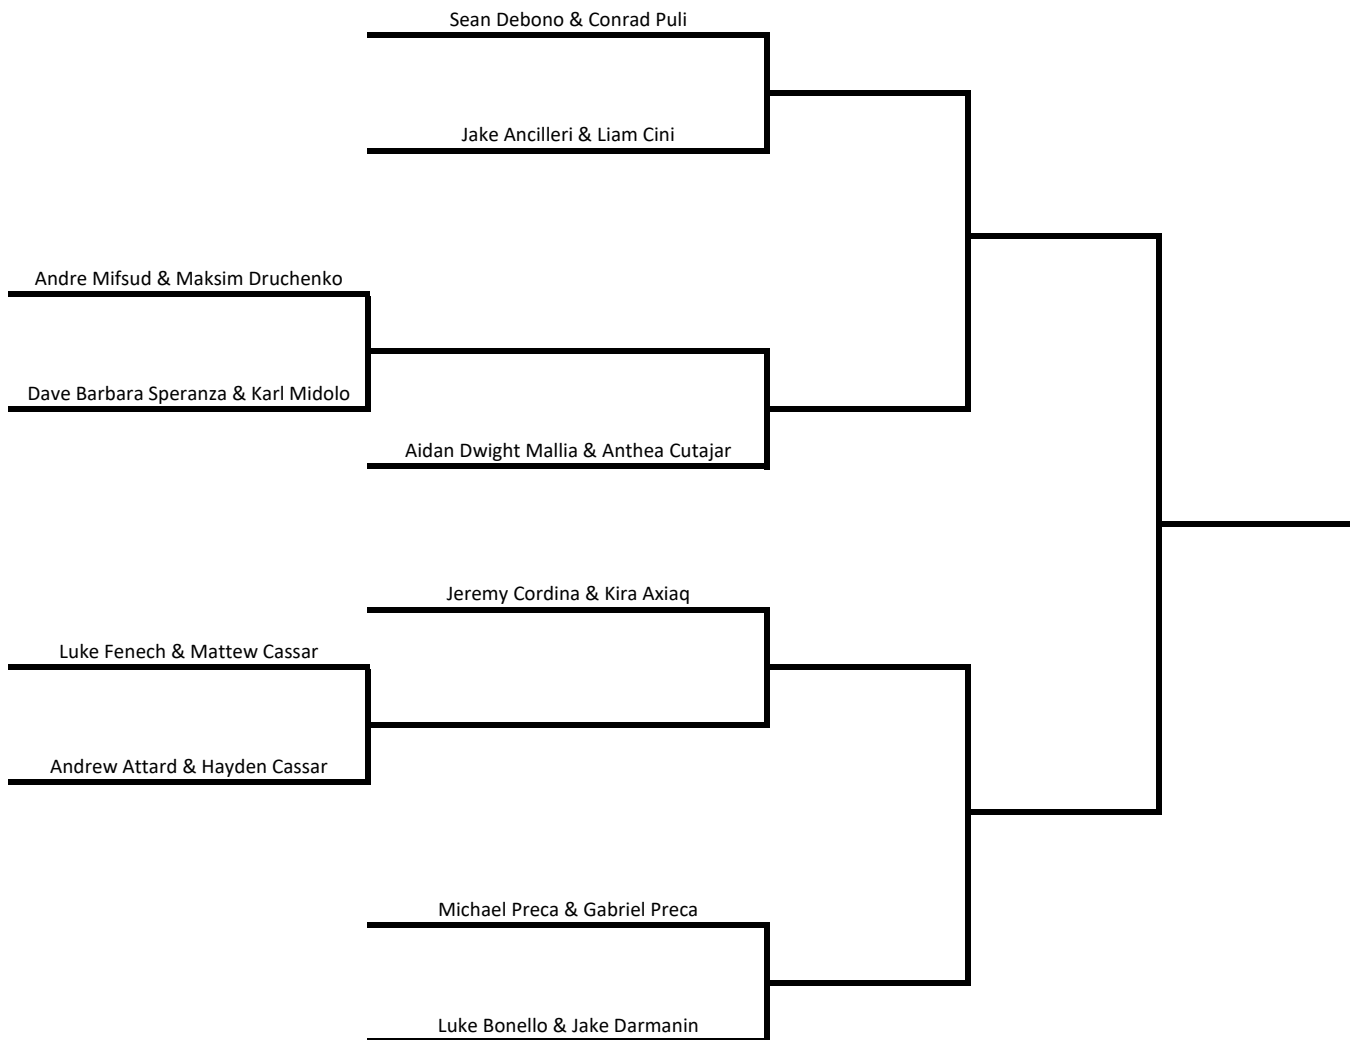 Sean Debono & Conrad Puli
Jake Ancilleri & Liam Cini
Andre Mifsud & Maksim Druchenko
Dave Barbara Speranza & Karl Midolo
Aidan Dwight Mallia & Anthea Cutajar
Jeremy Cordina & Kira Axiaq
Luke Fenech & Mattew Cassar
Andrew Attard & Hayden Cassar
Michael Preca & Gabriel Preca
Luke Bonello & Jake Darmanin